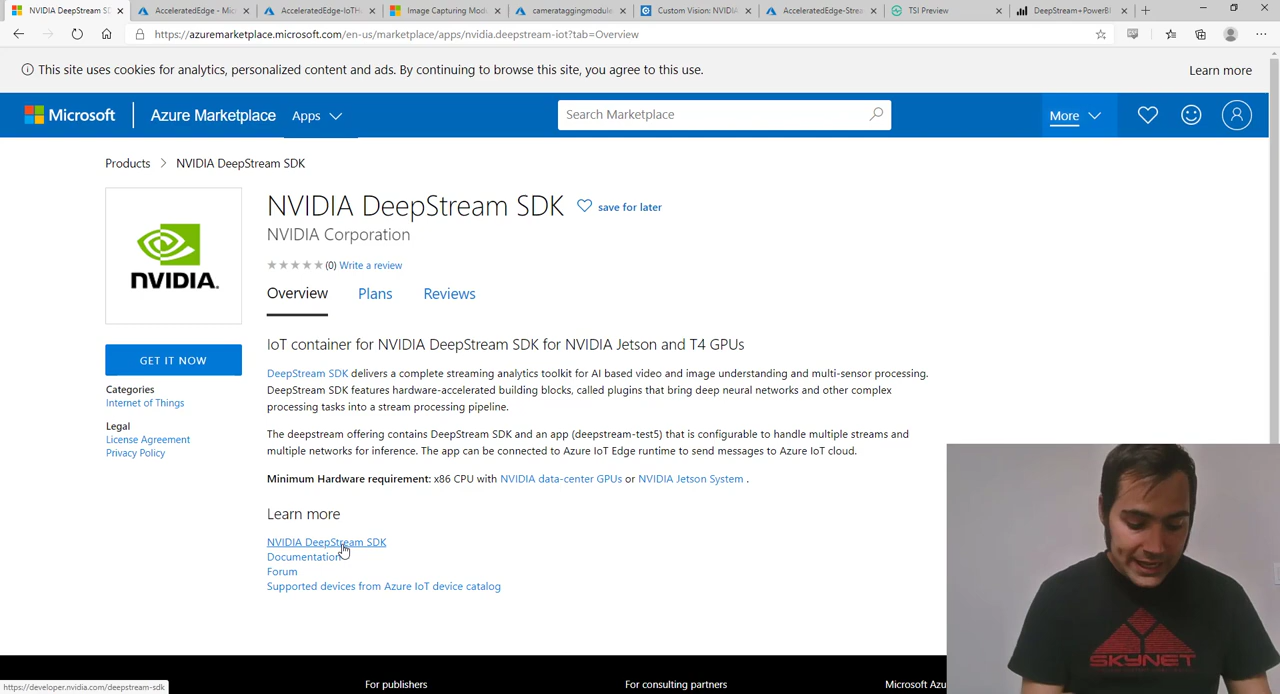 NVIDIA DeepStream SD
AcceleratedEdge - Mic
AcceleratedEdge-IoTH
Image Capturing Modu
camerataggingmodule
Custom Vision: NVIDI
AcceleratedEdge-Strea
TSI Preview
DeepStream+PowerBI
https://azuremarketplace.microsoft.com/en-us/marketplace/apps/nvidia.deepstream-iot?tab=Overview
This site uses cookies for analytics, personalized content and ads. By continuing to browse this site, you agree to this use.
Learn more
Microsoft
Azure Marketplace
Apps
Search Marketplace
More
Products > NVIDIA DeepStream SDK
NVIDIA DeepStream SDK
save for later
NVIDIA Corporation
(0) Write a review
Overview
Plans
Reviews
NVIDIA.
GET IT NOW
Categories
Internet of Things
Legal
License Agreement
Privacy Policy
IoT container for NVIDIA DeepStream SDK for NVIDIA Jetson and T4 GPUs
DeepStream SDK delivers a complete streaming analytics toolkit for AI based video and image understanding and multi-sensor processing.
DeepStream SDK features hardware-accelerated building blocks, called plugins that bring deep neural networks and other complex
processing tasks into a stream processing pipeline.
The deepstream offering contains DeepStream SDK and an app (deepstream-test5) that is configurable to handle multiple streams and
multiple networks for inference. The app can be connected to Azure IoT Edge runtime to send messages to Azure IoT cloud.
Minimum Hardware requirement: x86 CPU with NVIDIA data-center GPUs or NVIDIA Jetson System .
Learn more
NVIDIA DeepStream SDK
Documentation
Forum
Supported devices from Azure IoT device catalog
SKYNET
https://developer.nvidia.com/deepstream-sdk
For publishers
For consulting partners
Microsoft Azu